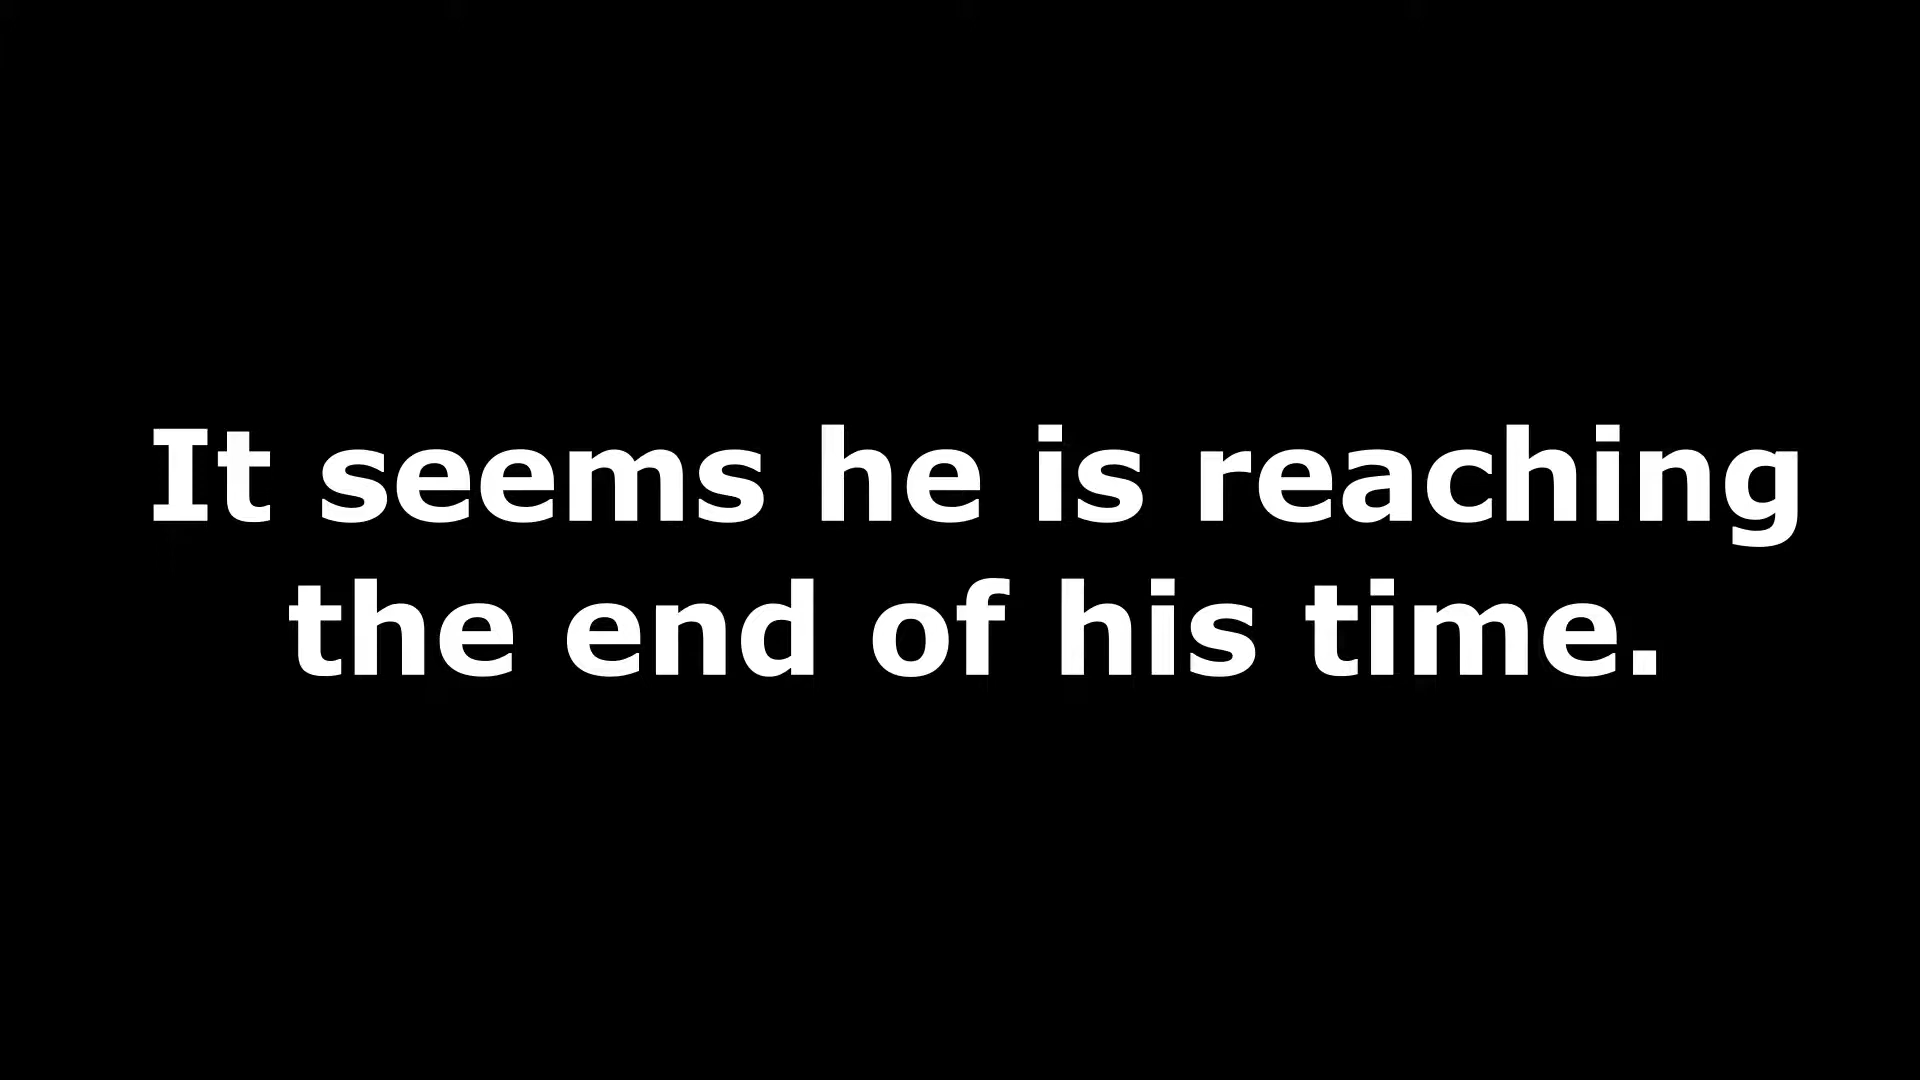 It seems he is reaching
the end of his time.